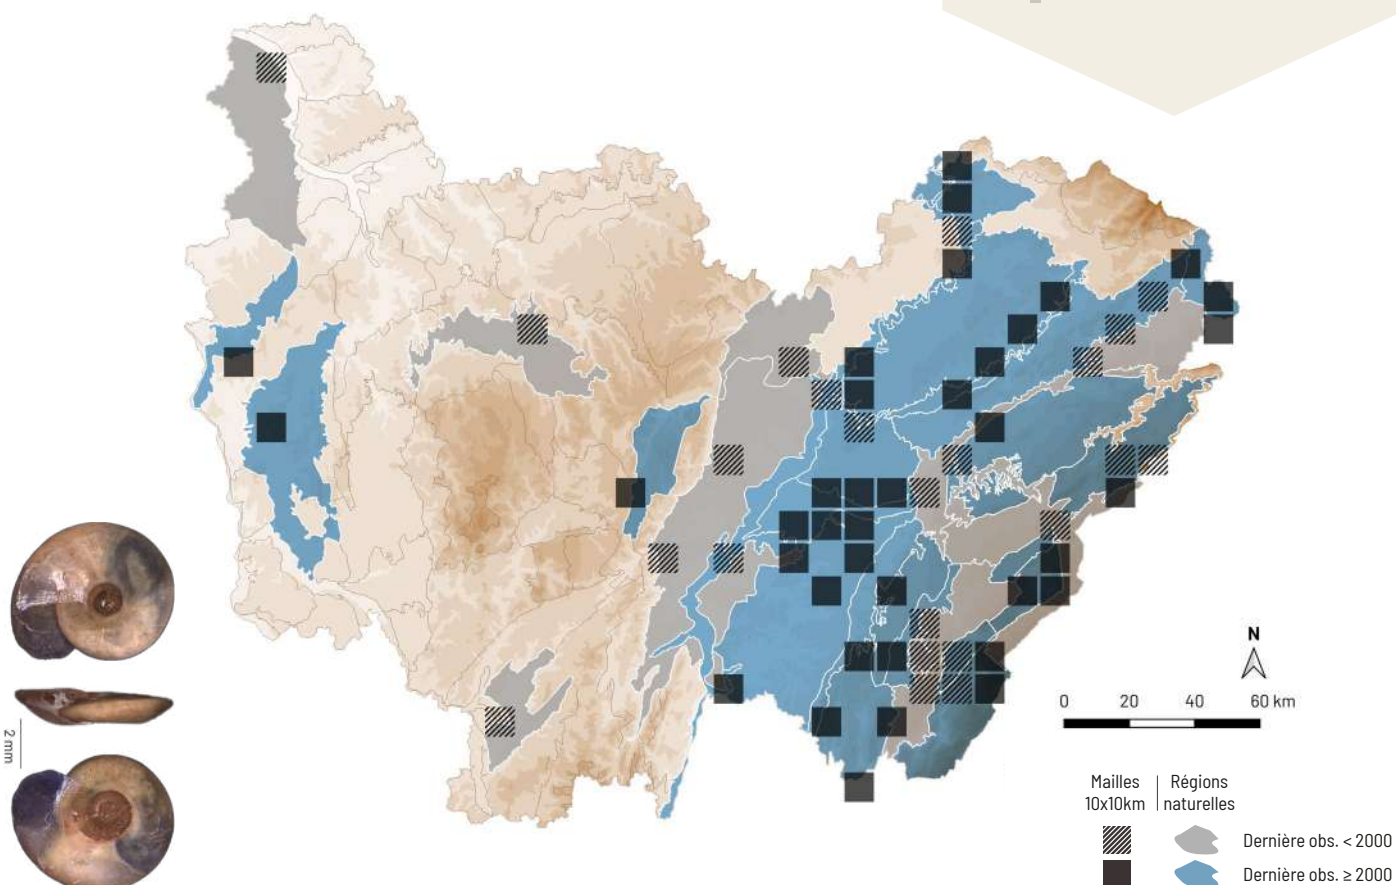 2 mm
N
0 20 40 60 km
Mailles 10x10km | Régions naturelles
Dernière obs. < 2000
Dernière obs. ≥ 2000